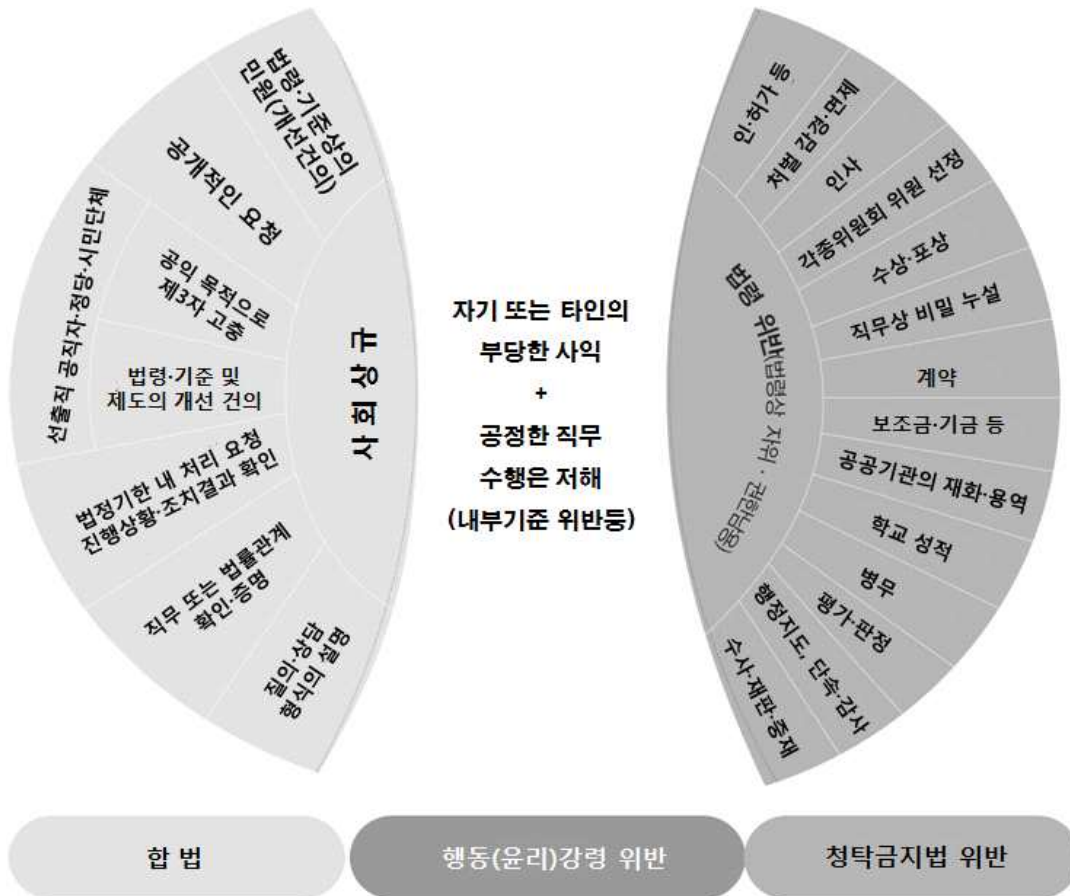 법령·기준상의
민원(개선건의)
공개적인 요청
선출직 공직자·정당·시민단체
공익 목적으로
제3자 고충
법령·기준 및
제도의 개선 건의
법정기한 내 처리 요청
진행상황·조치결과 확인
직무 또는 법률관계
확인·증명
질의·상담
형식의 설명
사회상규
자기 또는 타인의
부당한 사익
+
공정한 직무
수행은 저해
(내부기준 위반등)
법령 위반(법령상 지위·권한남용)
인·허가 등
처벌 감경·면제
인사
각종위원회 위원 선정
수상·포상
직무상 비밀 누설
계약
보조금·기금 등
공공기관의 재화·용역
학교 성적
병무
평가·판정
행정지도, 단속·감사
수사·재판·중재
합 법
행동(윤리)강령 위반
청탁금지법 위반